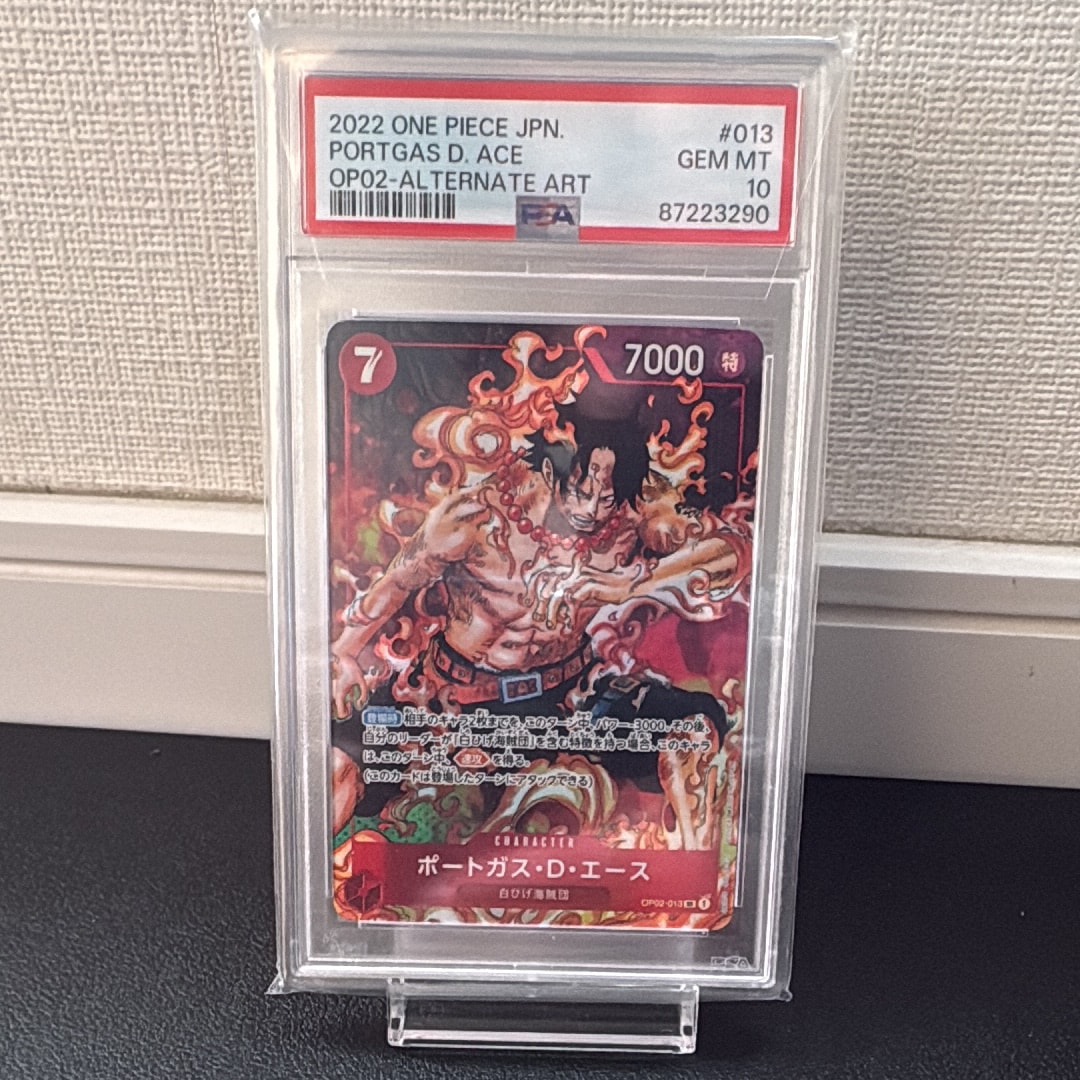 2022 ONE PIECE JPN. #013
PORTGAS D. ACE GEM MT
OP02-ALTERNATE ART 10
PSA 87223290
7 7000 特
登場時 相手のキャラ2枚までを、このターン中、パワー-3000。その後、
自分のリーダーが「白ひげ海賊団」を含む特徴を持つ場合、このキャラ
は、このターン中、速攻を得る。
(このカードは登場したターンにアタックできる)
CHARACTER
ポートガス・D・エース
白ひげ海賊団
OP02-013 1
PSA